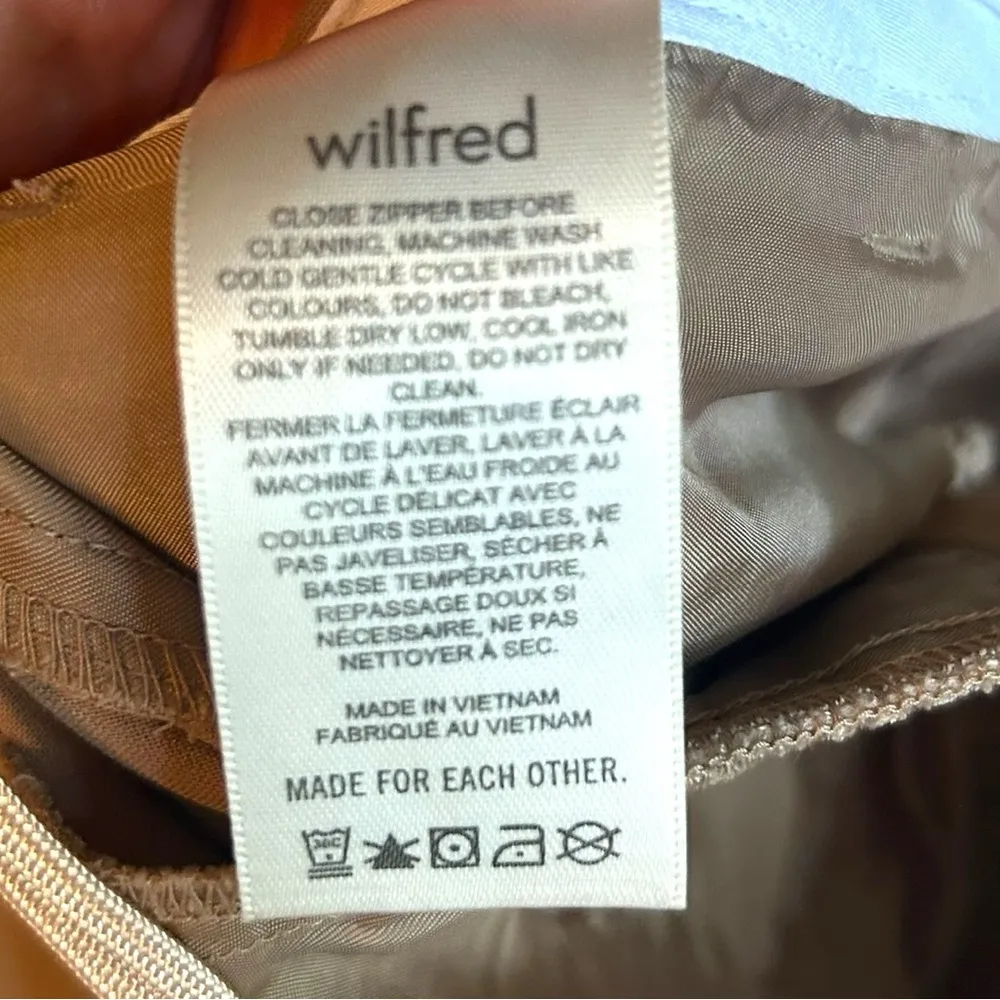 wilfred
CLOSE ZIPPER BEFORE
CLEANING, MACHINE WASH
COLD GENTLE CYCLE WITH LIKE
COLOURS, DO NOT BLEACH,
TUMBLE DRY LOW, COOL IRON
ONLY IF NEEDED, DO NOT DRY
CLEAN.
FERMER LA FERMETURE ÉCLAIR
AVANT DE LAVER, LAVER À LA
MACHINE À L'EAU FROIDE AU
CYCLE DÉLICAT AVEC
COULEURS SEMBLABLES, NE
PAS JAVELISER, SÉCHER À
BASSE TEMPÉRATURE,
REPASSAGE DOUX SI
NÉCESSAIRE, NE PAS
NETTOYER À SEC.
MADE IN VIETNAM
FABRIQUÉ AU VIETNAM
MADE FOR EACH OTHER.
30C